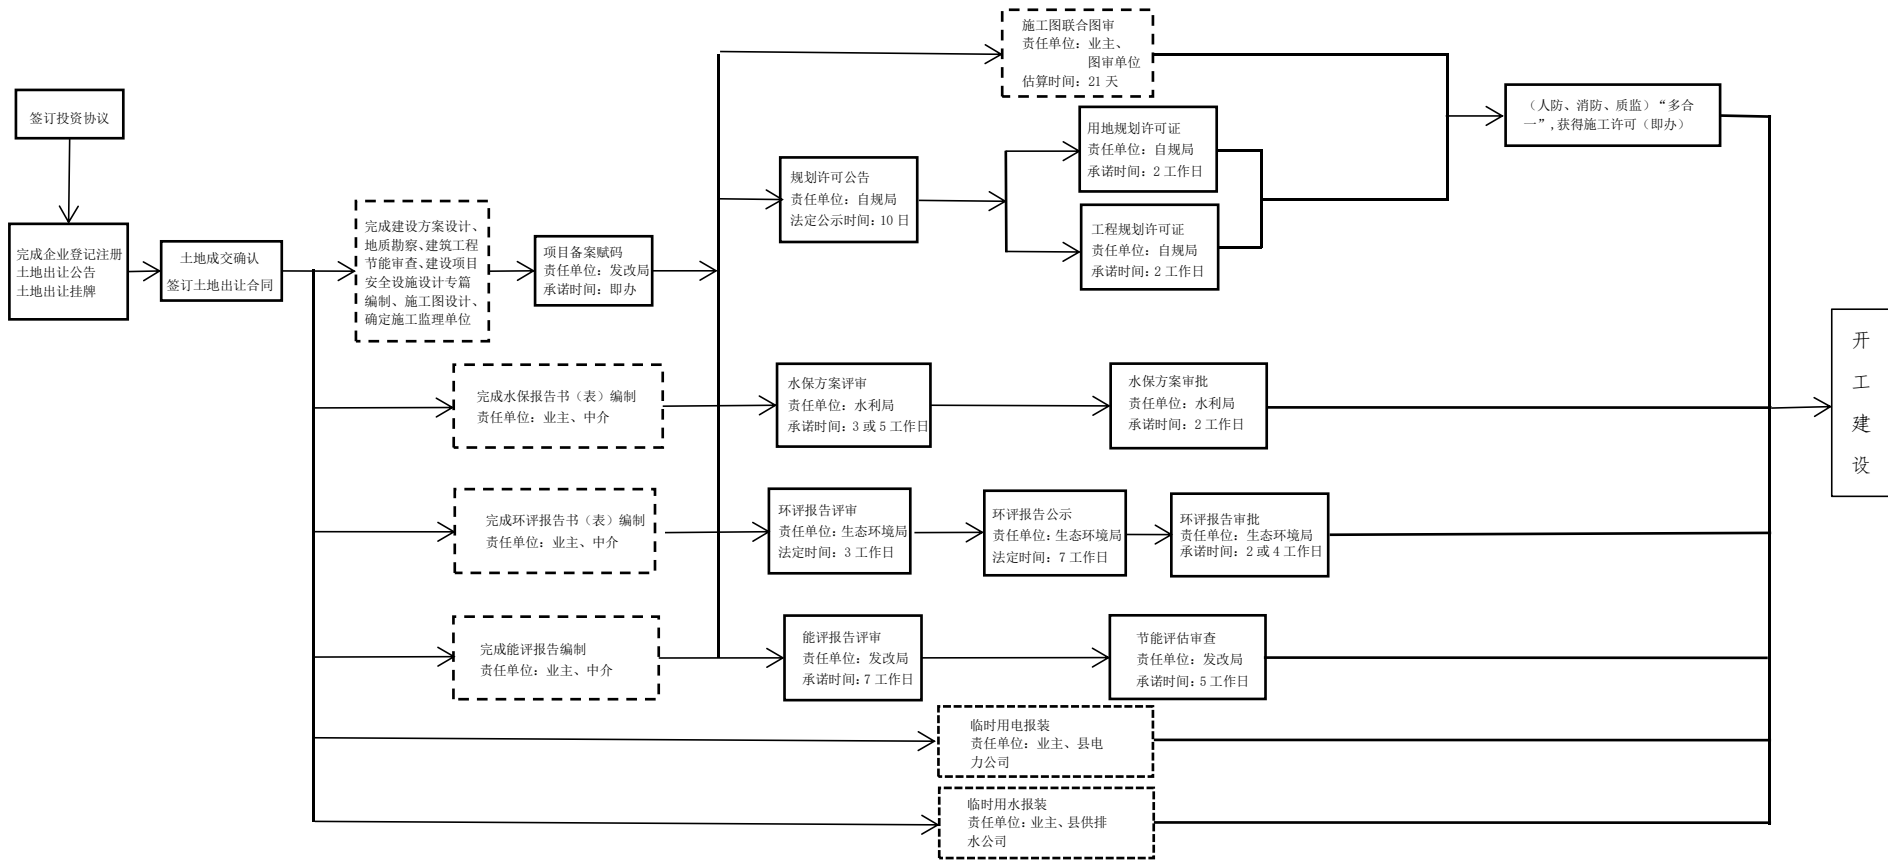 签订投资协议
完成企业登记注册
土地出让公告
土地出让挂牌
土地成交确认
签订土地出让合同
完成建设方案设计、
地质勘察、建筑工程
节能审查、建设项目
安全设施设计专篇
编制、施工图设计、
确定施工监理单位
项目备案赋码
责任单位：发改局
承诺时间：即办
施工图联合图审
责任单位：业主、
图审单位
估算时间：21 天
规划许可公告
责任单位：自规局
法定公示时间：10 日
用地规划许可证
责任单位：自规局
承诺时间：2 工作日
工程规划许可证
责任单位：自规局
承诺时间：2 工作日
（人防、消防、质监）“多合
一”,获得施工许可（即办）
完成水保报告书（表）编制
责任单位：业主、中介
水保方案评审
责任单位：水利局
承诺时间：3 或 5 工作日
水保方案审批
责任单位：水利局
承诺时间：2 工作日
完成环评报告书（表）编制
责任单位：业主、中介
环评报告评审
责任单位：生态环境局
法定时间：3 工作日
环评报告公示
责任单位：生态环境局
法定时间：7 工作日
环评报告审批
责任单位：生态环境局
承诺时间：2 或 4 工作日
完成能评报告编制
责任单位：业主、中介
能评报告评审
责任单位：发改局
承诺时间：7 工作日
节能评估审查
责任单位：发改局
承诺时间：5 工作日
临时用电报装
责任单位：业主、县电
力公司
临时用水报装
责任单位：业主、县供排
水公司
开
工
建
设